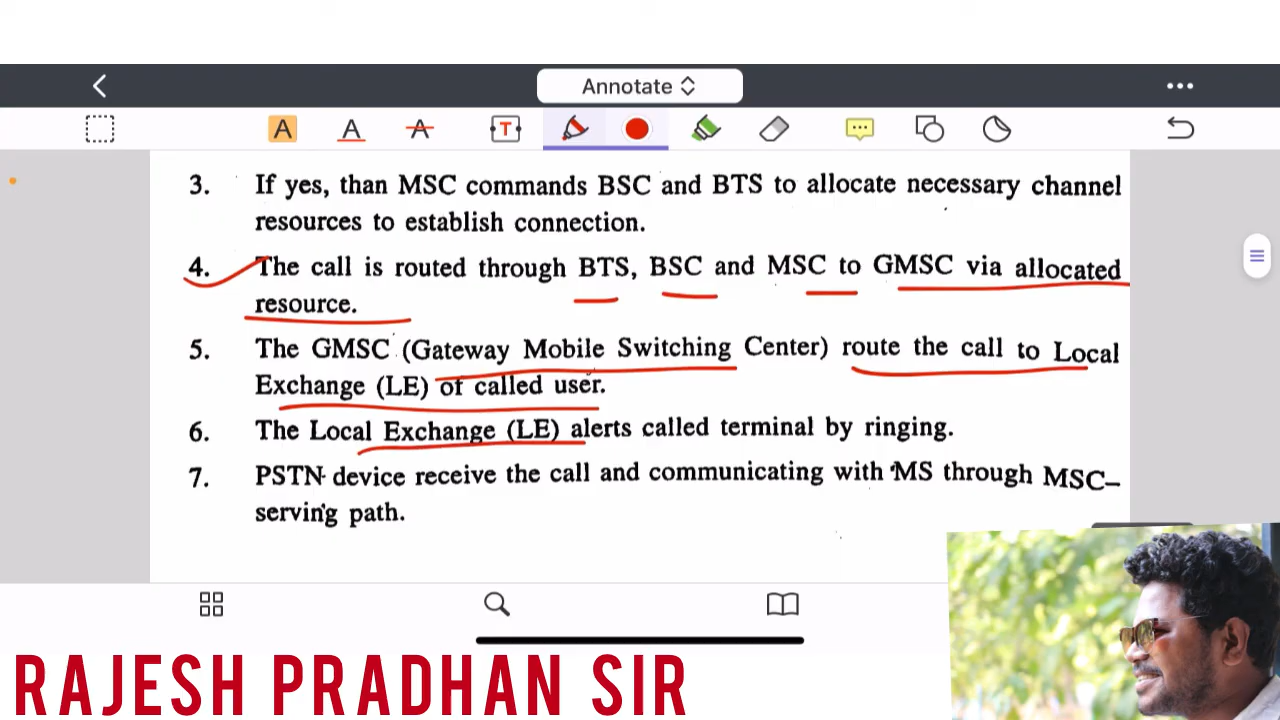 Annotate
A A A T
3. If yes, than MSC commands BSC and BTS to allocate necessary channel
resources to establish connection.
4. The call is routed through BTS, BSC and MSC to GMSC via allocated
resource.
5. The GMSC (Gateway Mobile Switching Center) route the call to Local
Exchange (LE) of called user.
6. The Local Exchange (LE) alerts called terminal by ringing.
7. PSTN device receive the call and communicating with MS through MSC–
serving path.
RAJESH PRADHAN SIR